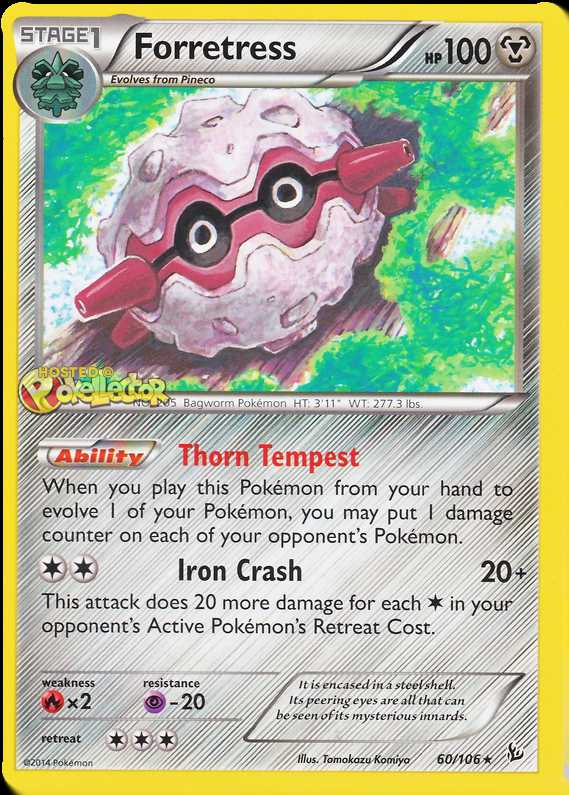 STAGE1
Forretress
HP100
Evolves from Pineco
HOSTED@
Pokellector
05 Bagworm Pokémon HT: 3'11" WT: 277.3 lbs.
Ability Thorn Tempest
When you play this Pokémon from your hand to
evolve 1 of your Pokémon, you may put 1 damage
counter on each of your opponent's Pokémon.
Iron Crash 20+
This attack does 20 more damage for each in your
opponent's Active Pokémon's Retreat Cost.
weakness resistance
×2 -20
It is encased in a steel shell.
Its peering eyes are all that can
be seen of its mysterious innards.
retreat
©2014 Pokémon
Illus. Tomokazu Komiya
60/106★